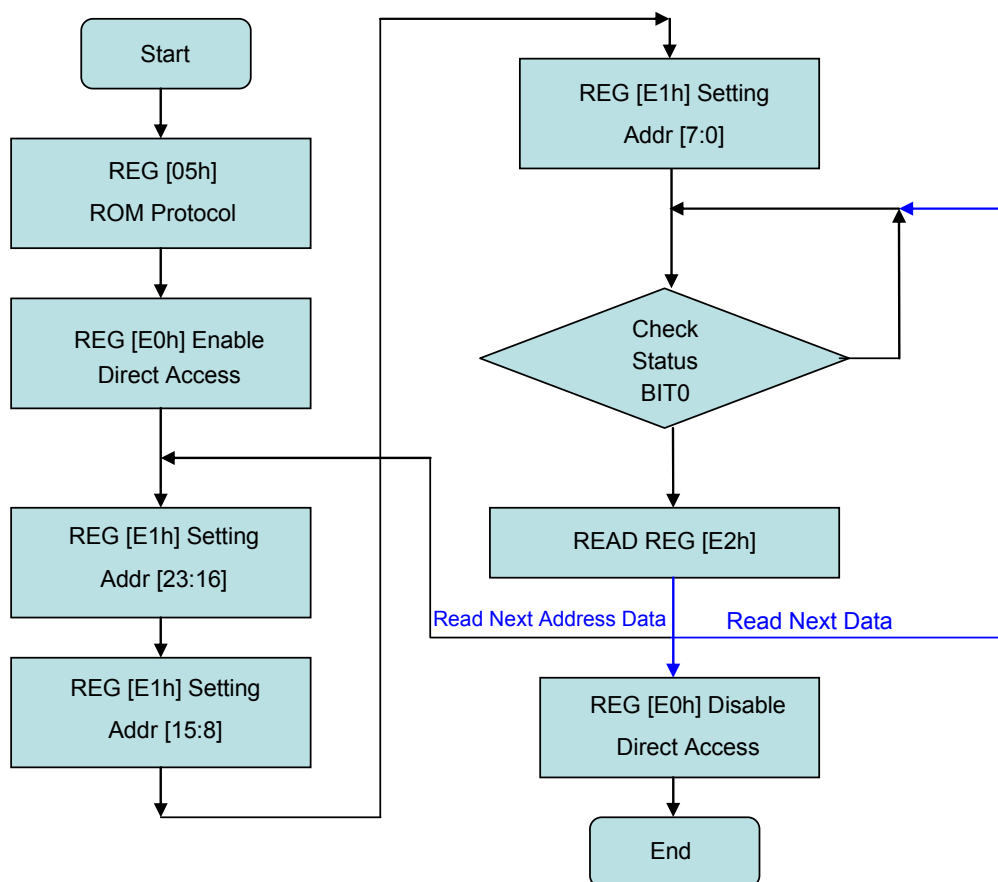 Start
REG [05h]
ROM Protocol
REG [E0h] Enable
Direct Access
REG [E1h] Setting
Addr [23:16]
REG [E1h] Setting
Addr [15:8]
REG [E1h] Setting
Addr [7:0]
Check
Status
BIT0
READ REG [E2h]
Read Next Address Data
Read Next Data
REG [E0h] Disable
Direct Access
End